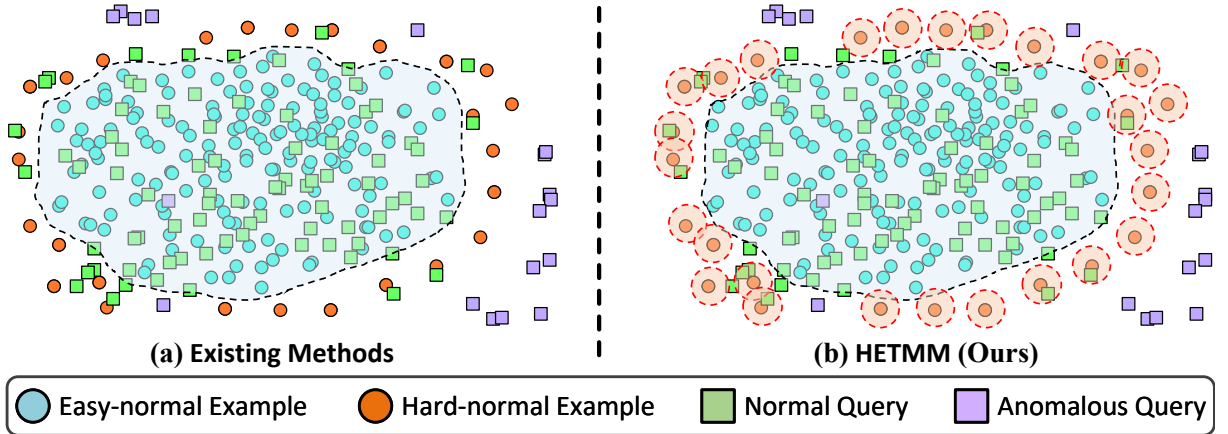 (a) Existing Methods
(b) HETMM (Ours)
Easy-normal Example
Hard-normal Example
Normal Query
Anomalous Query